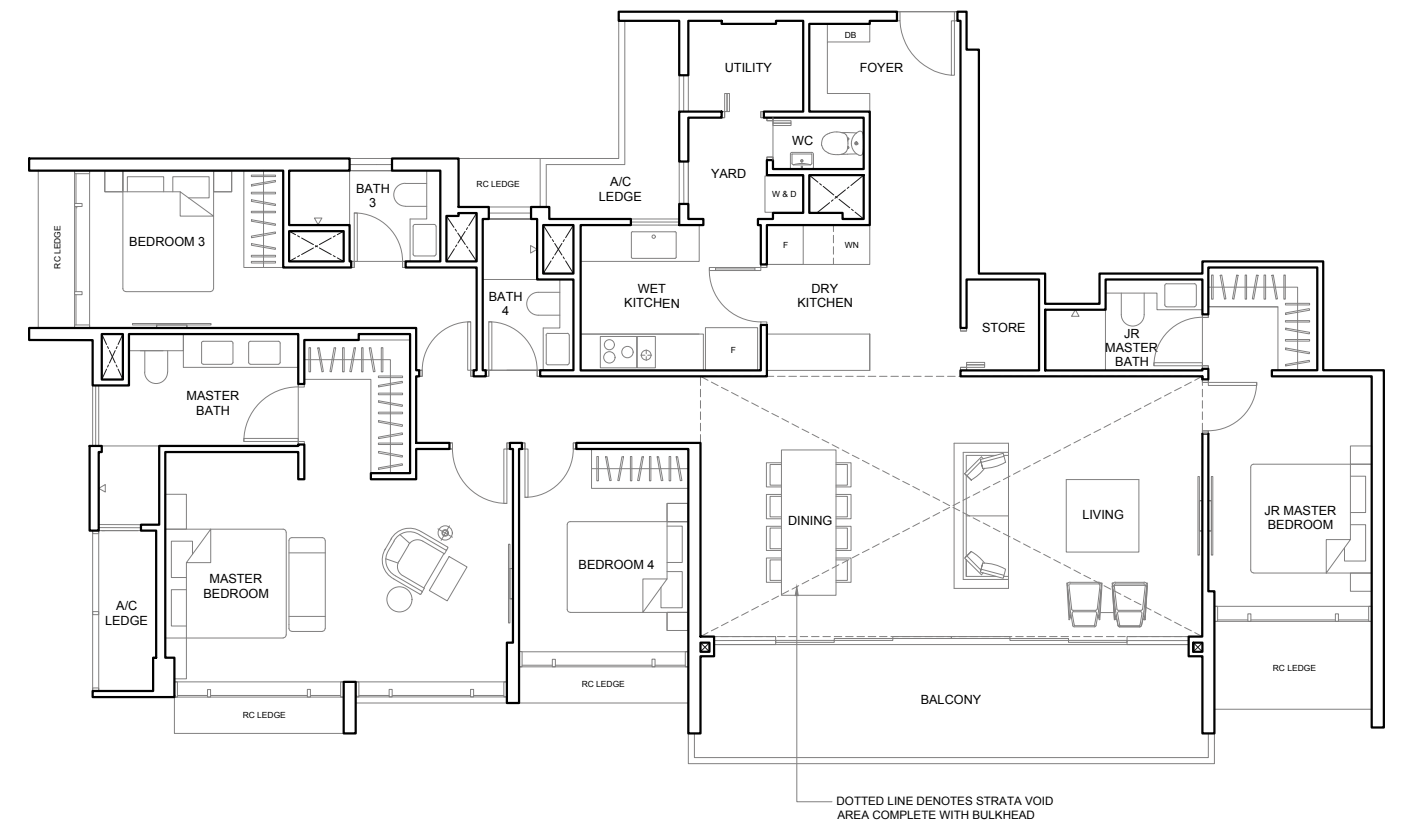 DB
UTILITY
FOYER
WC
YARD
W & D
RC LEDGE
A/C
LEDGE
BATH
3
BEDROOM 3
RC LEDGE
F
WN
WET
KITCHEN
DRY
KITCHEN
BATH
4
F
STORE
JR
MASTER
BATH
MASTER
BATH
DINING
LIVING
JR MASTER
BEDROOM
BEDROOM 4
MASTER
BEDROOM
A/C
LEDGE
RC LEDGE
RC LEDGE
RC LEDGE
BALCONY
DOTTED LINE DENOTES STRATA VOID
AREA COMPLETE WITH BULKHEAD